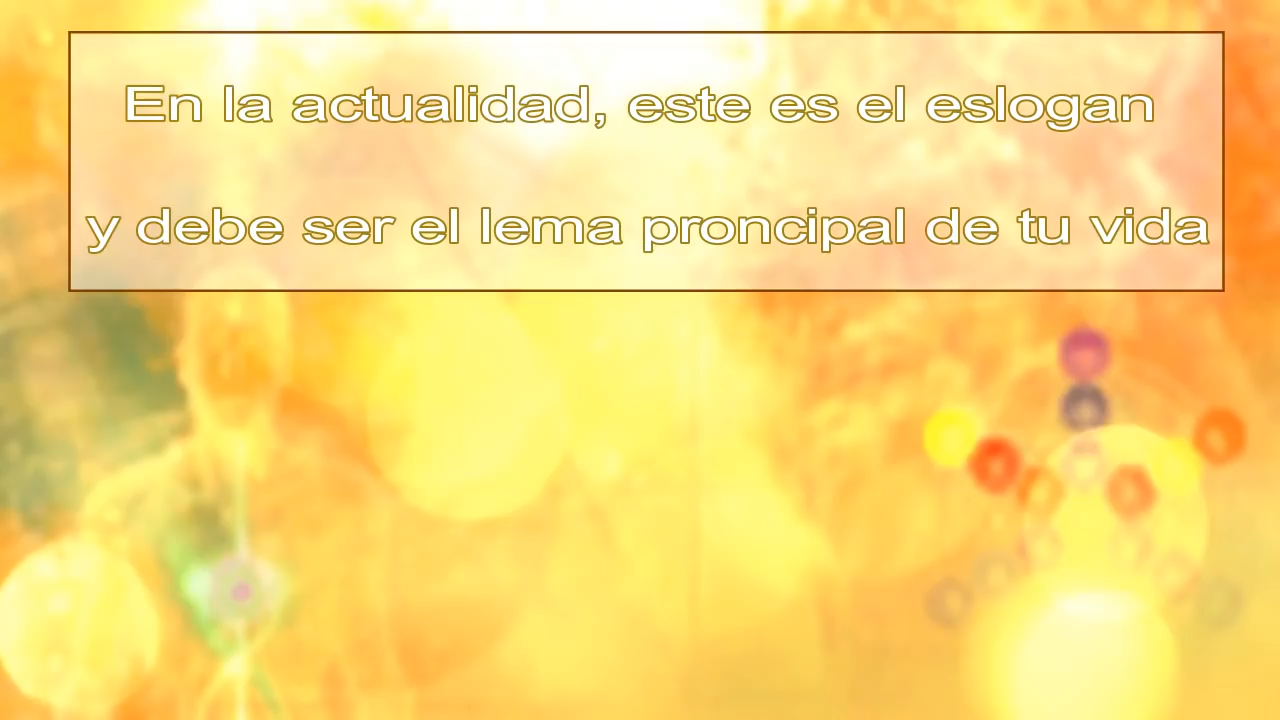 En la actualidad, este es el eslogan
y debe ser el lema proncipal de tu vida